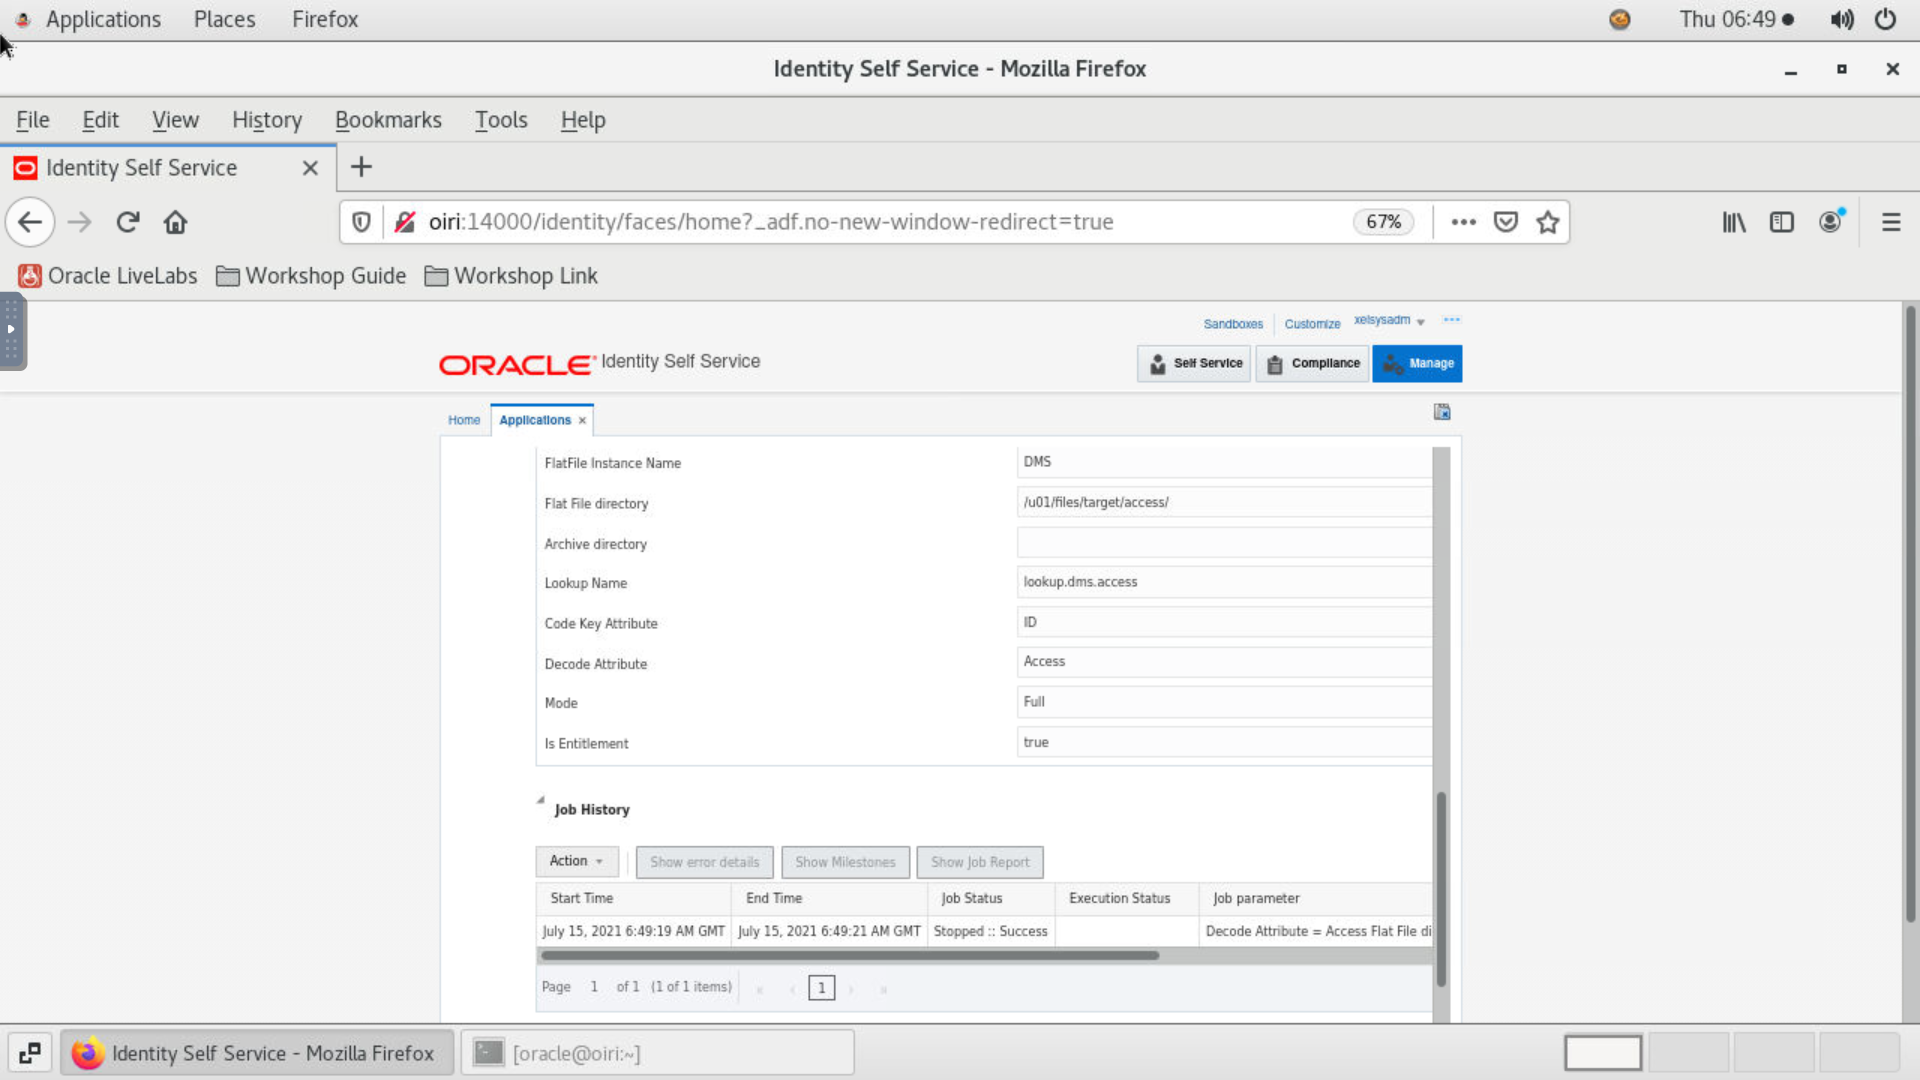 Applications Places Firefox Thu 06:49
Identity Self Service - Mozilla Firefox
File Edit View History Bookmarks Tools Help
Identity Self Service
oiri:14000/identity/faces/home?_adf.no-new-window-redirect=true 67%
Oracle LiveLabs Workshop Guide Workshop Link
Sandboxes Customize xelsysadm
ORACLE Identity Self Service Self Service Compliance Manage
Home Applications
FlatFile Instance Name DMS
Flat File directory /u01/files/target/access/
Archive directory
Lookup Name lookup.dms.access
Code Key Attribute ID
Decode Attribute Access
Mode Full
Is Entitlement true
Job History
Action Show error details Show Milestones Show Job Report
Start Time End Time Job Status Execution Status Job parameter
July 15, 2021 6:49:19 AM GMT July 15, 2021 6:49:21 AM GMT Stopped :: Success Decode Attribute = Access Flat File di
Page 1 of 1 (1 of 1 items) « ‹ 1 › »
Identity Self Service - Mozilla Firefox [oracle@oiri:~]